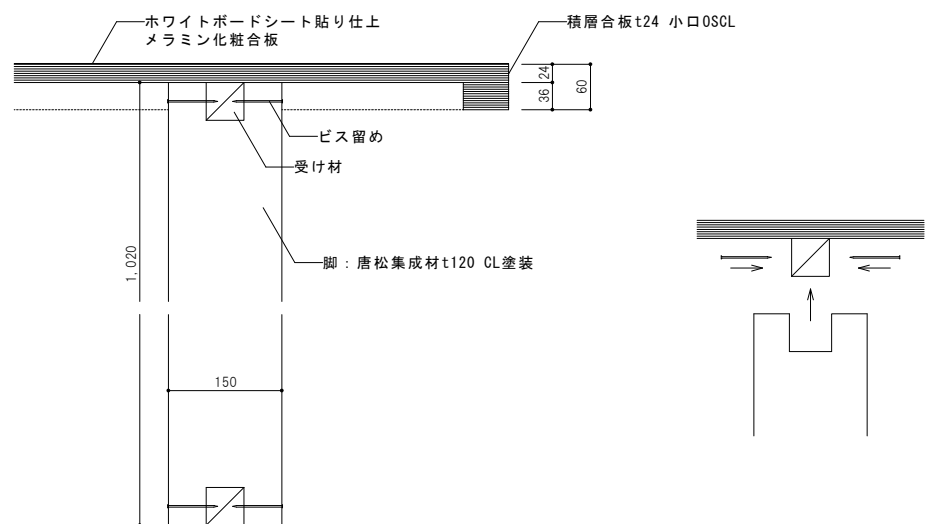 ホワイトボードシート貼り仕上
メラミン化粧合板
積層合板t24 小口OSCL
24
36
60
ビス留め
受け材
脚：唐松集成材t120 CL塗装
1,020
150